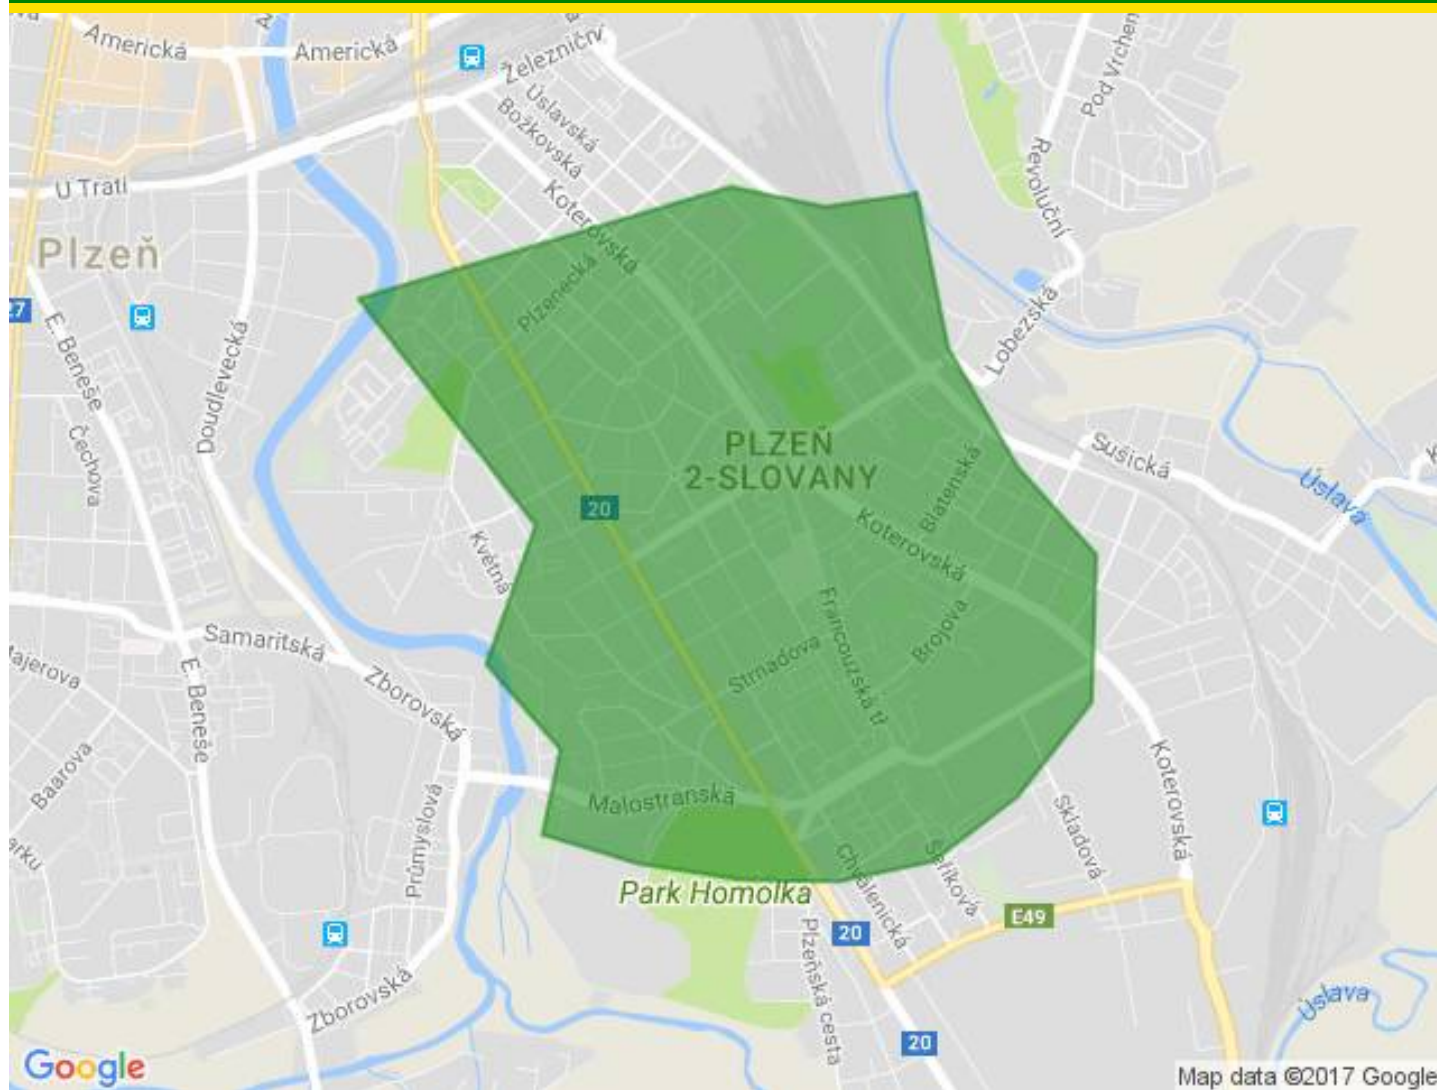 Americká
Americká
Železniční
Úslavská
Božkovská
Pod Vrchem
Revoluční
U Trati
Koterovská
Plzeň
Plzenecká
27
E. Beneše
Doudlevecká
Lobezská
Čechova
PLZEŇ
2-SLOVANY
Sušická
Blatenská
Úslava
20
Koterovská
Květná
Francouzská tř
Brojova
Samaritská
Strnadova
Zborovská
E. Beneše
Baarova
Malostranská
Koterovská
Průmyslová
Skladová
Park Homolka
Chválenická
Šeříková
E49
20
Plzeňská cesta
Zborovská
Úslava
20
Google
Map data ©2017 Google